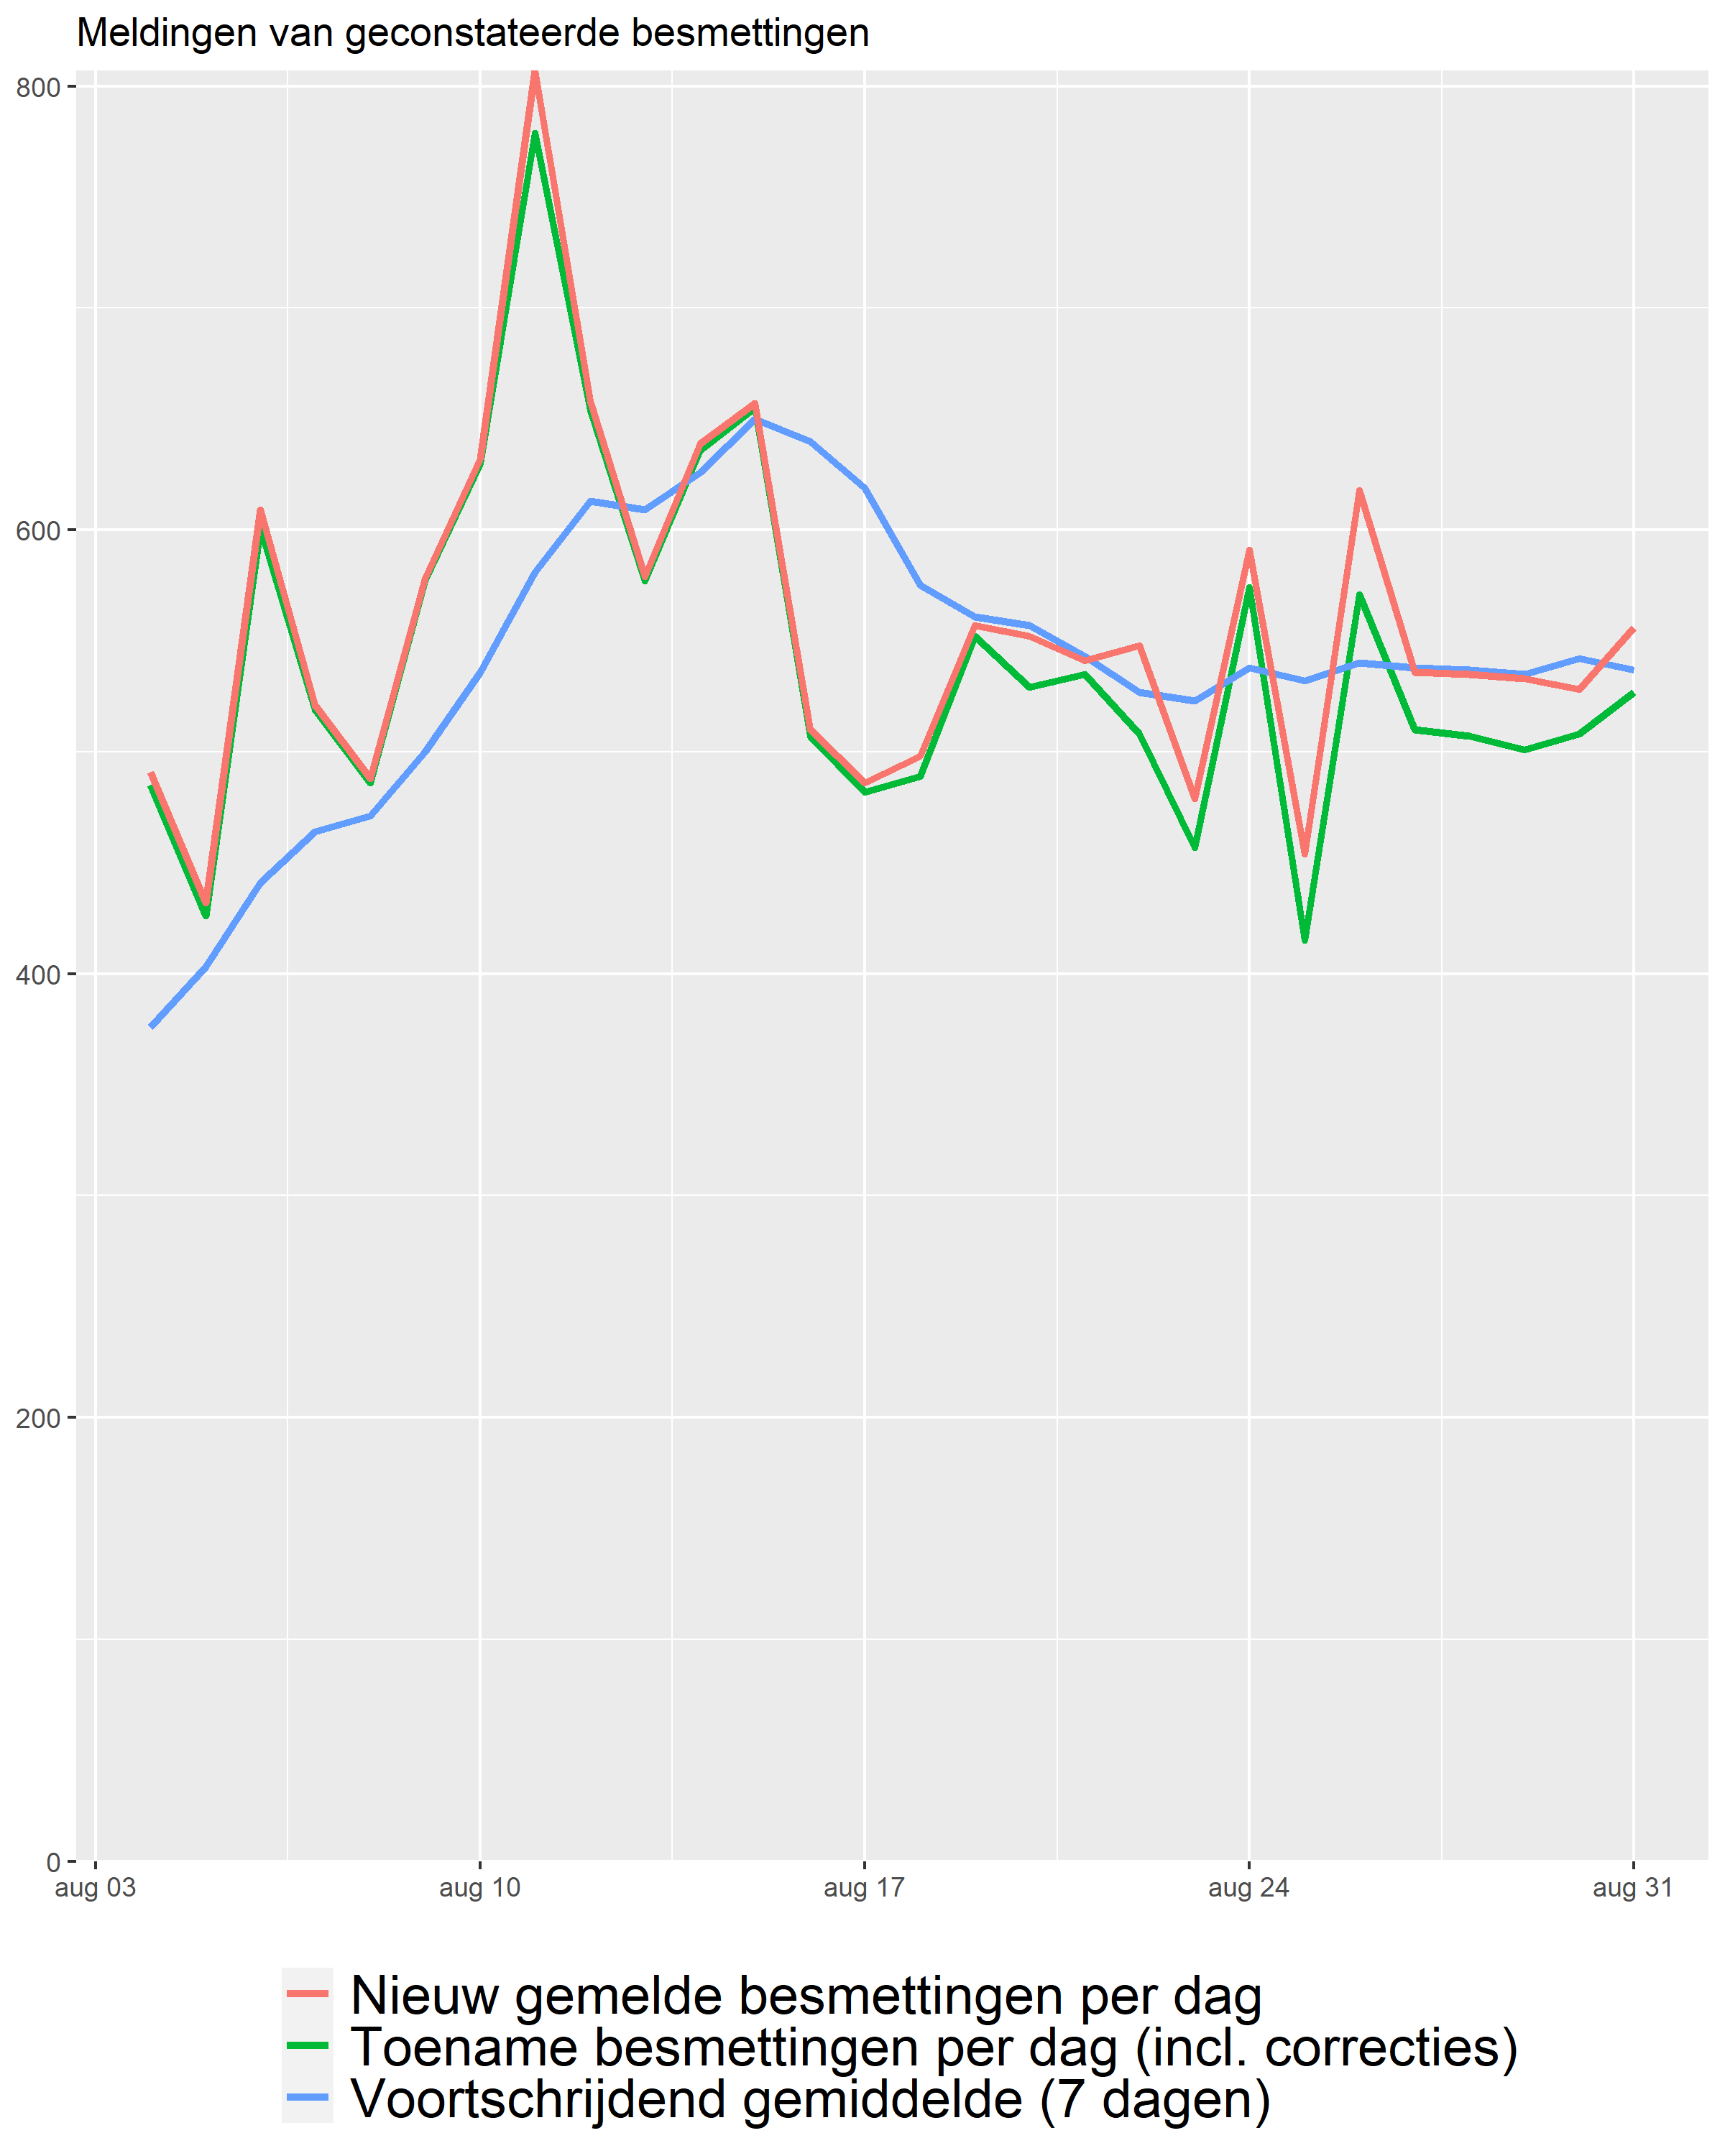 Meldingen van geconstateerde besmettingen
800
600
400
200
0
aug 03 aug 10 aug 17 aug 24 aug 31
Nieuw gemelde besmettingen per dag
Toename besmettingen per dag (incl. correcties)
Voortschrijdend gemiddelde (7 dagen)